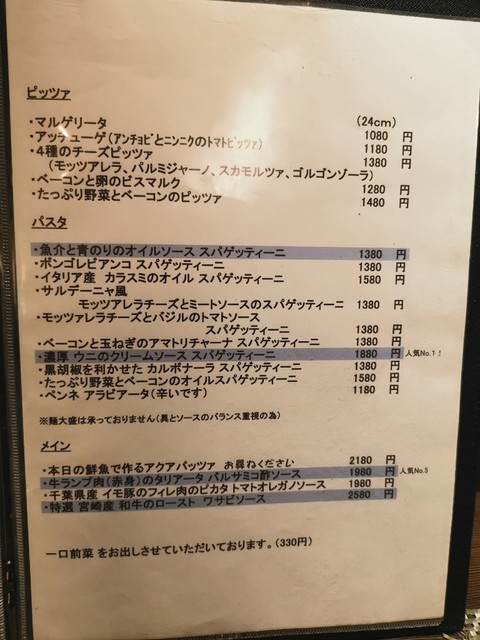 ピッツァ
・マルゲリータ (24cm)
・アッチューゲ(アンチョビとニンニクのトマトピッツァ) 1080 円
・4種のチーズピッツァ 1180 円
(モッツアレラ、パルミジャーノ、スカモルツァ、ゴルゴンゾーラ) 1380 円
・ベーコンと卵のビスマルク 1280 円
・たっぷり野菜とベーコンのピッツァ 1480 円
パスタ
・魚介と青のりのオイルソース スパゲッティーニ 1380 円
・ボンゴレビアンコ スパゲッティーニ 1380 円
・イタリア産 カラスミのオイル スパゲッティーニ 1580 円
・サルデーニャ風
モッツアレラチーズとミートソースのスパゲッティーニ 1380 円
・モッツァレラチーズとバジルのトマトソース
スパゲッティーニ 1380 円
・ベーコンと玉ねぎのアマトリチャーナ スパゲッティーニ 1380 円
・濃厚 ウニのクリームソース スパゲッティーニ 1880 円 人気No.1!
・黒胡椒を利かせた カルボナーラ スパゲッティーニ 1380 円
・たっぷり野菜とベーコンのオイルスパゲッティーニ 1580 円
・ペンネ アラビアータ(辛いです) 1180 円
※麺大盛は承っておりません(具とソースのバランス重視の為)
メイン
・本日の鮮魚で作るアクアパッツァ お尋ねください 2180 円
・牛ランプ肉(赤身)のタリアータ バルサミコ酢ソース 1980 円 人気No.5
・千葉県産 イモ豚のフィレ肉のピカタ トマトオレガノソース 1980 円
・特選 宮崎産 和牛のロースト ワサビソース 2580 円
一口前菜 をお出しさせていただいております。(330円)